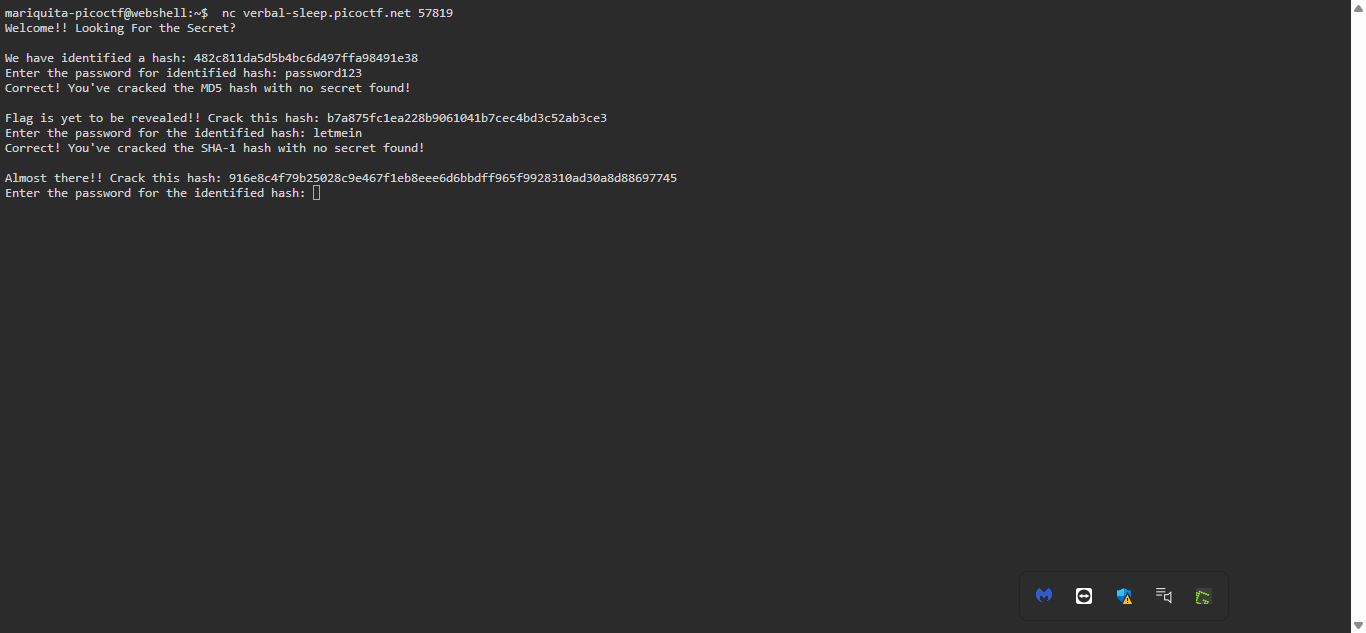 mariquita-picoctf@webshell:~$  nc verbal-sleep.picoctf.net 57819
Welcome!! Looking For the Secret?
We have identified a hash: 482c811da5d5b4bc6d497ffa98491e38
Enter the password for identified hash: password123
Correct! You've cracked the MD5 hash with no secret found!
Flag is yet to be revealed!! Crack this hash: b7a875fc1ea228b9061041b7cec4bd3c52ab3ce3
Enter the password for the identified hash: letmein
Correct! You've cracked the SHA-1 hash with no secret found!
Almost there!! Crack this hash: 916e8c4f79b25028c9e467f1eb8eee6d6bbdff965f9928310ad30a8d88697745
Enter the password for the identified hash: